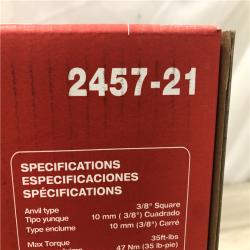 2457-21
SPECIFICATIONS
ESPECIFICACIONES
SPÉCIFICATIONS
Anvil type 3/8" Square
Tipo yunque 10 mm ( 3/8") Cuadrado
Type enclume 10 mm ( 3/8") Carré
Max Torque 35ft-lbs
47 Nm (35 lb-pie)